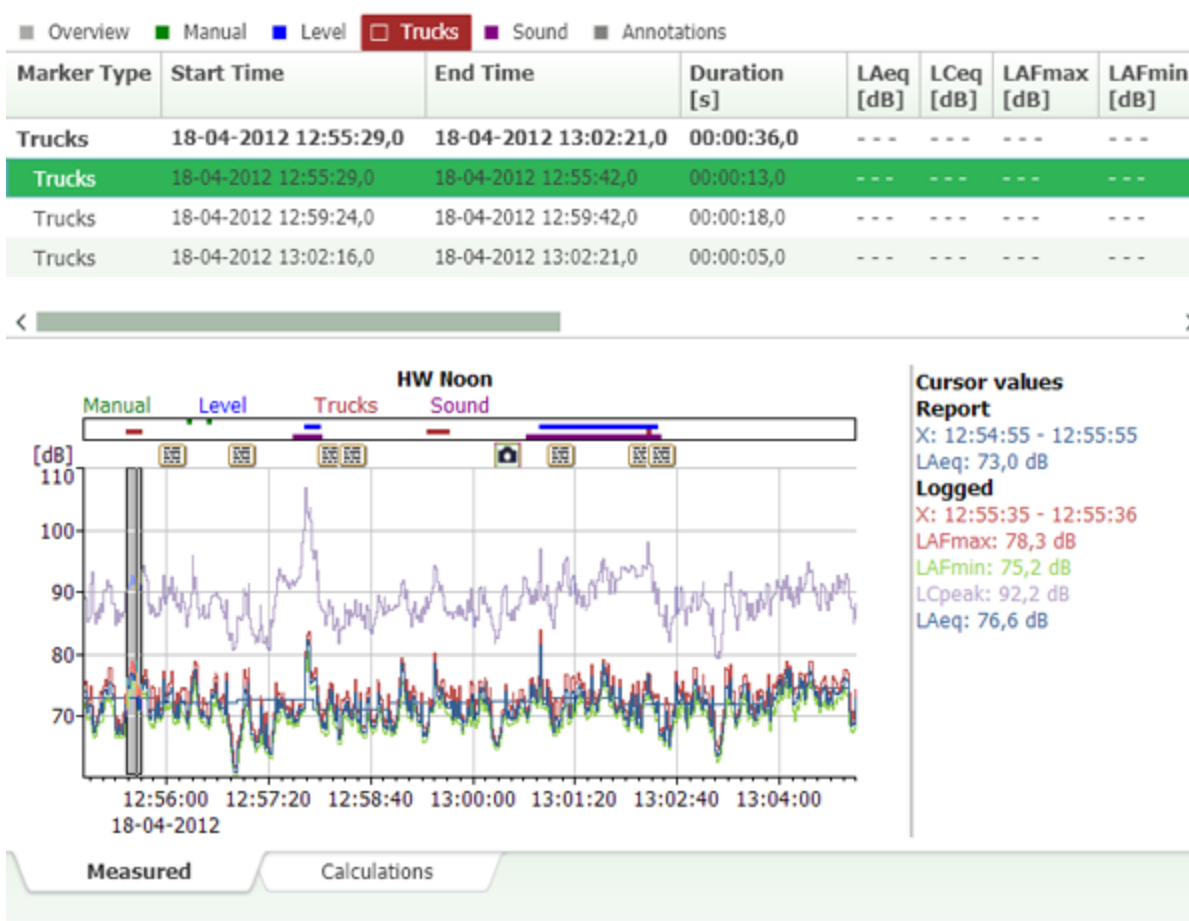 Overview Manual Level Trucks Sound Annotations
Marker Type Start Time End Time Duration [s] LAeq [dB] LCeq [dB] LAFmax [dB] LAFmin [dB]
Trucks 18-04-2012 12:55:29,0 18-04-2012 13:02:21,0 00:00:36,0 --- --- --- ---
Trucks 18-04-2012 12:55:29,0 18-04-2012 12:55:42,0 00:00:13,0 --- --- --- ---
Trucks 18-04-2012 12:59:24,0 18-04-2012 12:59:42,0 00:00:18,0 --- --- --- ---
Trucks 18-04-2012 13:02:16,0 18-04-2012 13:02:21,0 00:00:05,0 --- --- --- ---
HW Noon
Manual Level Trucks Sound
[dB]
110
100
90
80
70
12:56:00 12:57:20 12:58:40 13:00:00 13:01:20 13:02:40 13:04:00
18-04-2012
Cursor values
Report
X: 12:54:55 - 12:55:55
LAeq: 73,0 dB
Logged
X: 12:55:35 - 12:55:36
LAFmax: 78,3 dB
LAFmin: 75,2 dB
LCpeak: 92,2 dB
LAeq: 76,6 dB
Measured Calculations